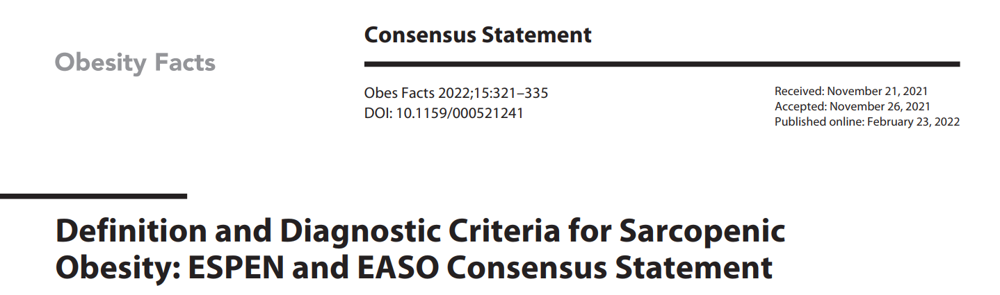 Obesity Facts
Consensus Statement
Obes Facts 2022;15:321–335
DOI: 10.1159/000521241
Received: November 21, 2021
Accepted: November 26, 2021
Published online: February 23, 2022
Definition and Diagnostic Criteria for Sarcopenic
Obesity: ESPEN and EASO Consensus Statement